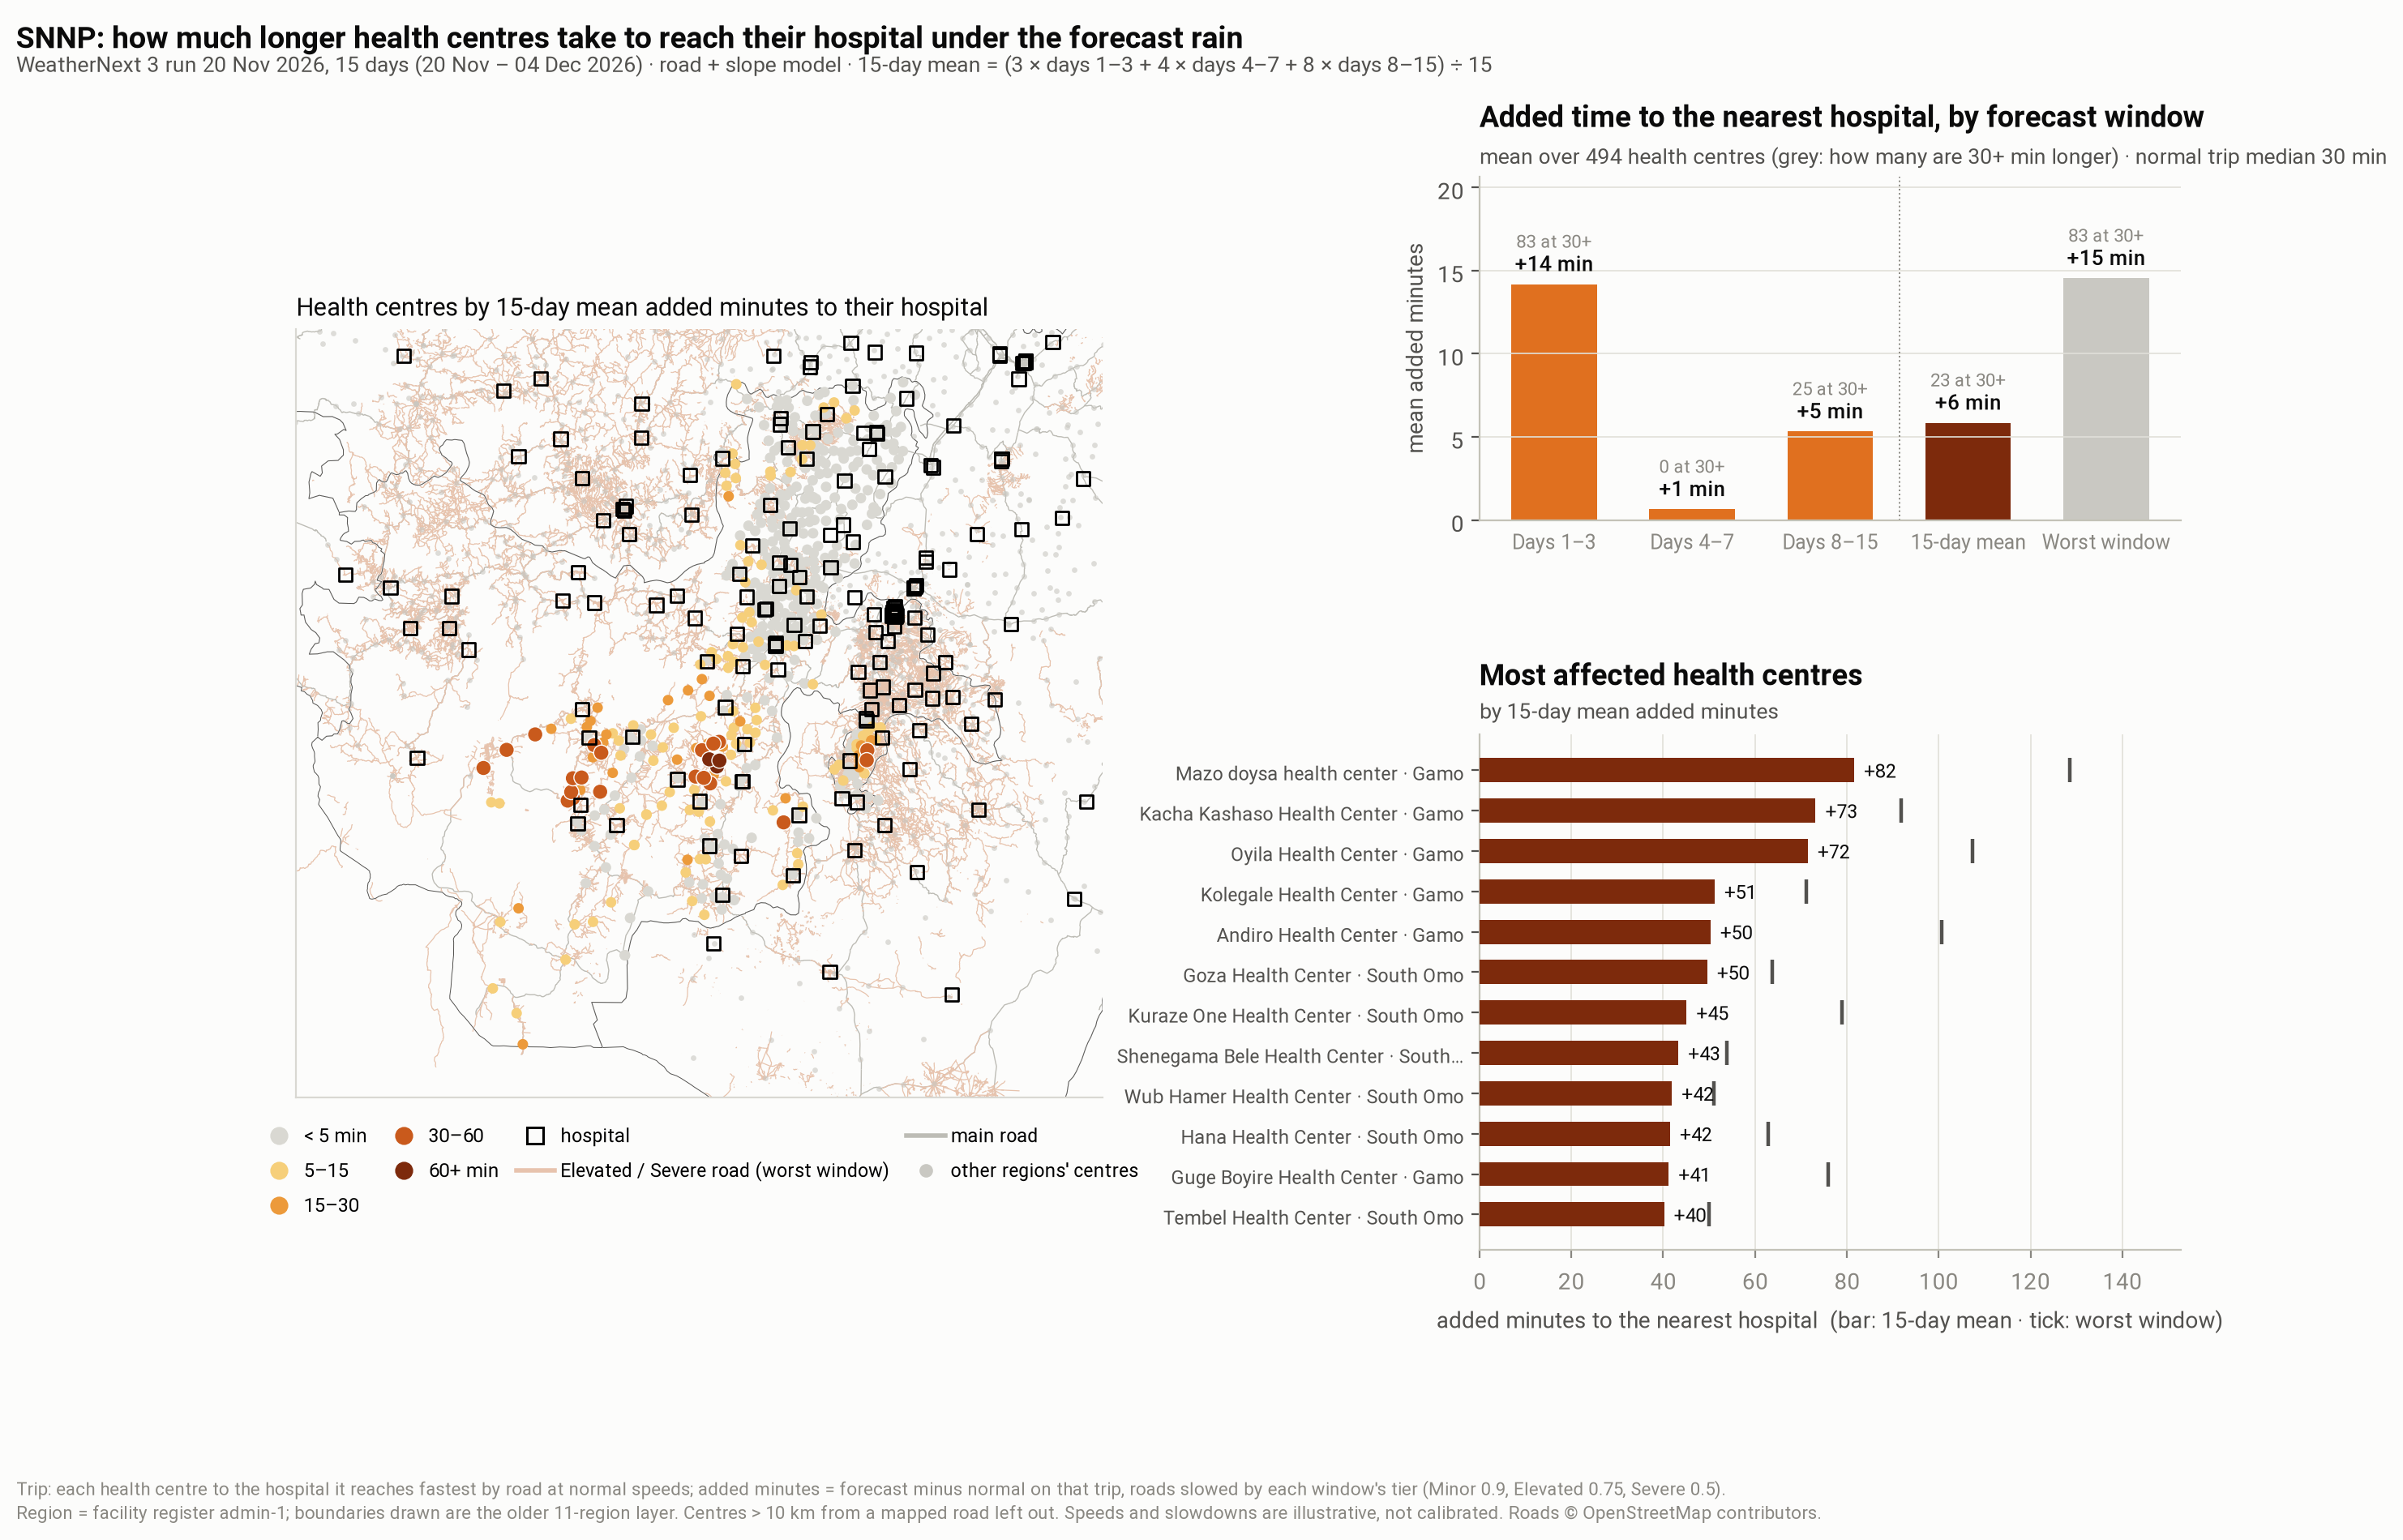 SNNP: how much longer health centres take to reach their hospital under the forecast rain
WeatherNext 3 run 20 Nov 2026, 15 days (20 Nov – 04 Dec 2026) · road + slope model · 15-day mean = (3 × days 1–3 + 4 × days 4–7 + 8 × days 8–15) ÷ 15
Health centres by 15-day mean added minutes to their hospital
< 5 min
5–15
15–30
30–60
60+ min
hospital
Elevated / Severe road (worst window)
main road
other regions' centres
Added time to the nearest hospital, by forecast window
mean over 494 health centres (grey: how many are 30+ min longer) · normal trip median 30 min
mean added minutes
20
15
10
5
0
83 at 30+
+14 min
0 at 30+
+1 min
25 at 30+
+5 min
23 at 30+
+6 min
83 at 30+
+15 min
Days 1–3
Days 4–7
Days 8–15
15-day mean
Worst window
Most affected health centres
by 15-day mean added minutes
Mazo doysa health center · Gamo +82
Kacha Kashaso Health Center · Gamo +73
Oyila Health Center · Gamo +72
Kolegale Health Center · Gamo +51
Andiro Health Center · Gamo +50
Goza Health Center · South Omo +50
Kuraze One Health Center · South Omo +45
Shenegama Bele Health Center · South... +43
Wub Hamer Health Center · South Omo +42
Hana Health Center · South Omo +42
Guge Boyire Health Center · Gamo +41
Tembel Health Center · South Omo +40
0 20 40 60 80 100 120 140
added minutes to the nearest hospital (bar: 15-day mean · tick: worst window)
Trip: each health centre to the hospital it reaches fastest by road at normal speeds; added minutes = forecast minus normal on that trip, roads slowed by each window's tier (Minor 0.9, Elevated 0.75, Severe 0.5).
Region = facility register admin-1; boundaries drawn are the older 11-region layer. Centres > 10 km from a mapped road left out. Speeds and slowdowns are illustrative, not calibrated. Roads © OpenStreetMap contributors.